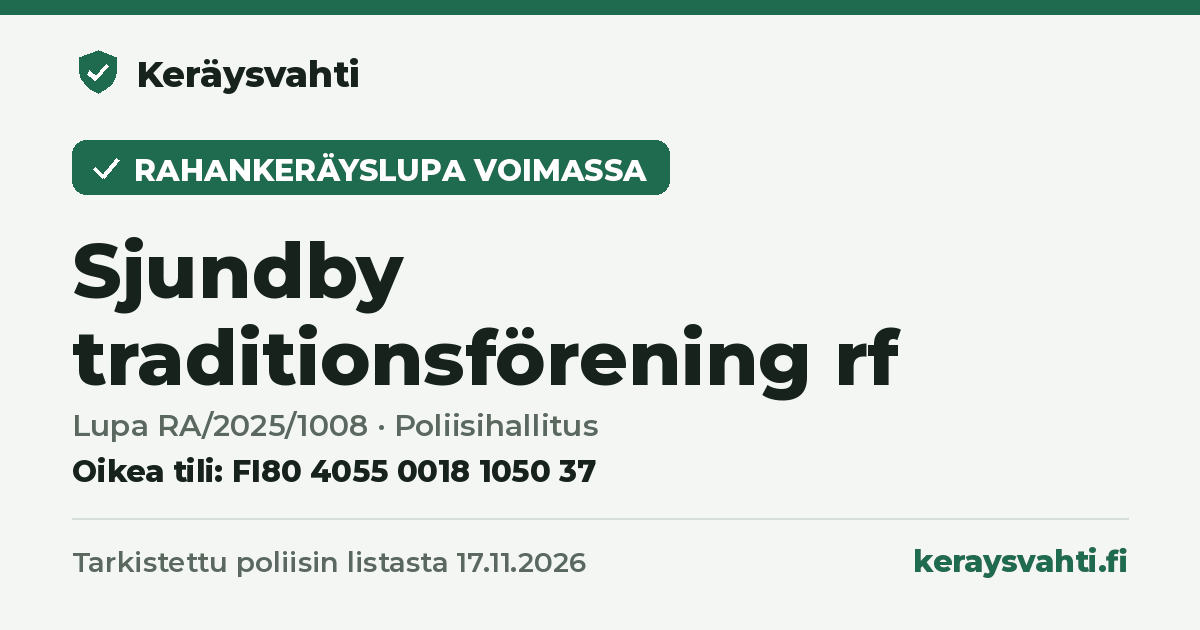 Keräysvahti
RAHANKERÄYSLUPA VOIMASSA
Sjundby
traditionsförening rf
Lupa RA/2025/1008 · Poliisihallitus
Oikea tili: FI80 4055 0018 1050 37
Tarkistettu poliisin listasta 17.11.2026
keraysvahti.fi